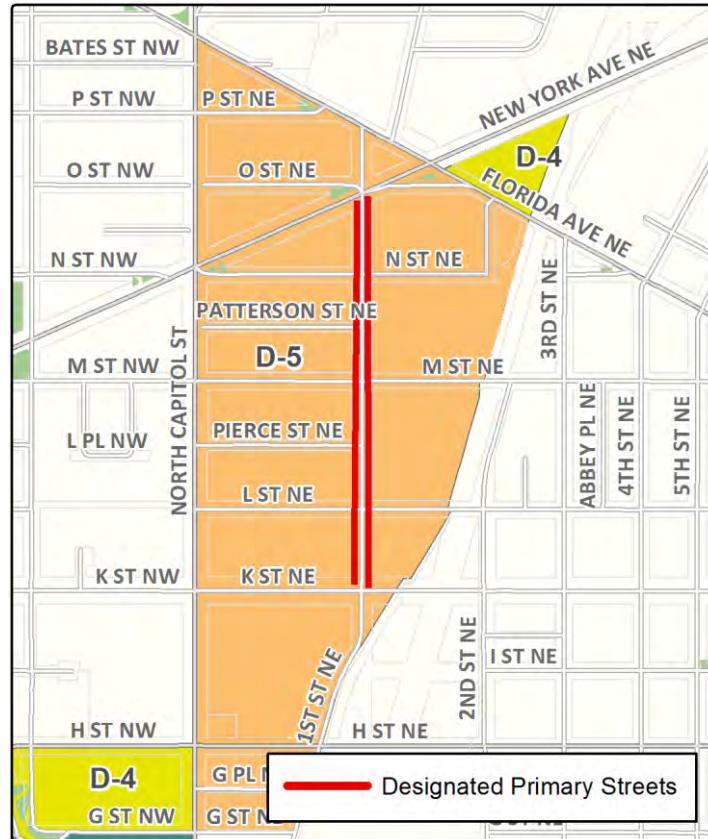 BATES ST NW
P ST NW
P ST NE
NEW YORK AVE NE
D-4
O ST NW
O ST NE
FLORIDA AVE NE
N ST NW
N ST NE
3RD ST NE
PATTERSON ST NE
D-5
M ST NW
M ST NE
NORTH CAPITOL ST
L PL NW
PIERCE ST NE
ABBEY PL NE
4TH ST NE
5TH ST NE
L ST NE
K ST NW
K ST NE
2ND ST NE
I ST NE
1ST ST NE
H ST NW
H ST NE
D-4
G PL N
Designated Primary Streets
G ST NW
G ST NE